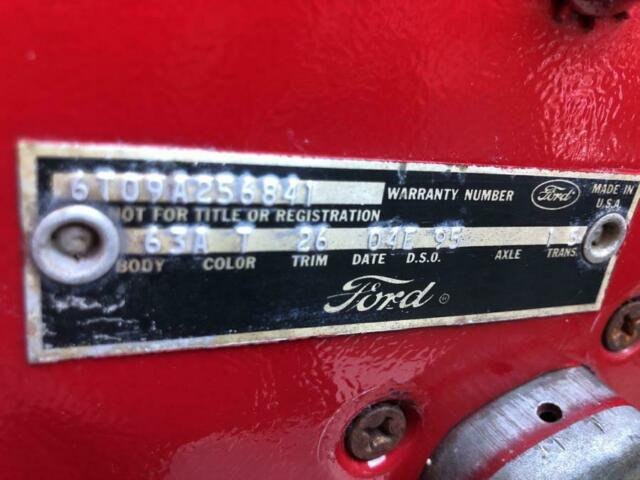 6T09A256841 WARRANTY NUMBER Ford MADE IN U.S.A.
NOT FOR TITLE OR REGISTRATION
63A T 26 04E 95 1 5
BODY COLOR TRIM DATE D.S.O. AXLE TRANS.
Ford